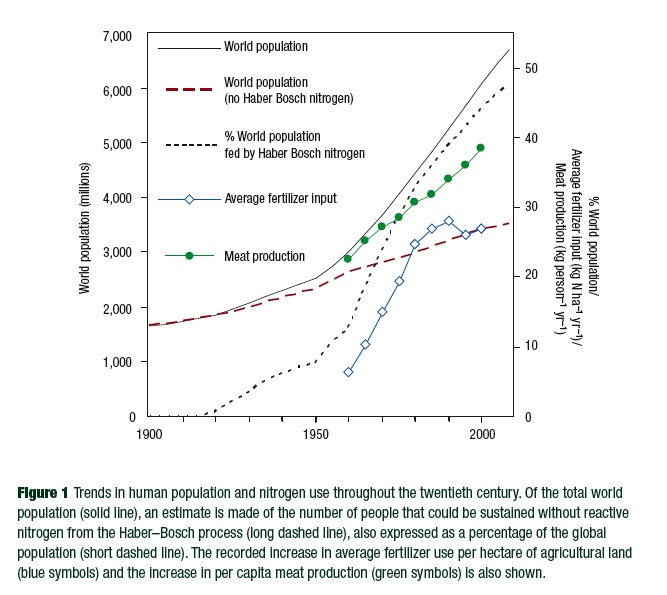 7,000
6,000
5,000
4,000
3,000
2,000
1,000
0
World population (millions)
World population
World population
(no Haber Bosch nitrogen)
% World population
fed by Haber Bosch nitrogen
Average fertilizer input
Meat production
50
40
30
20
10
0
% World population/
Average fertilizer input (kg N ha⁻¹ yr⁻¹)/
Meat production (kg person⁻¹ yr⁻¹)
1900
1950
2000
Figure 1 Trends in human population and nitrogen use throughout the twentieth century. Of the total world
population (solid line), an estimate is made of the number of people that could be sustained without reactive
nitrogen from the Haber–Bosch process (long dashed line), also expressed as a percentage of the global
population (short dashed line). The recorded increase in average fertilizer use per hectare of agricultural land
(blue symbols) and the increase in per capita meat production (green symbols) is also shown.